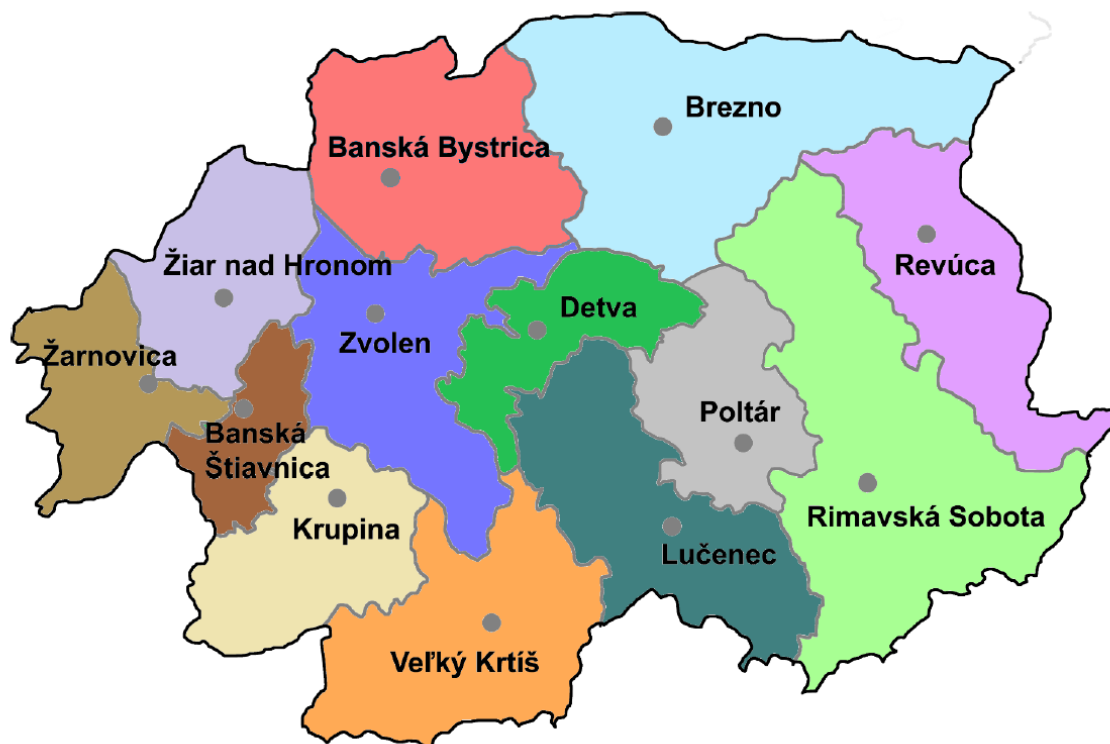 Brezno
Banská Bystrica
Revúca
Žiar nad Hronom
Detva
Zvolen
Žarnovica
Poltár
Banská
Štiavnica
Krupina
Rimavská Sobota
Lučenec
Veľký Krtíš